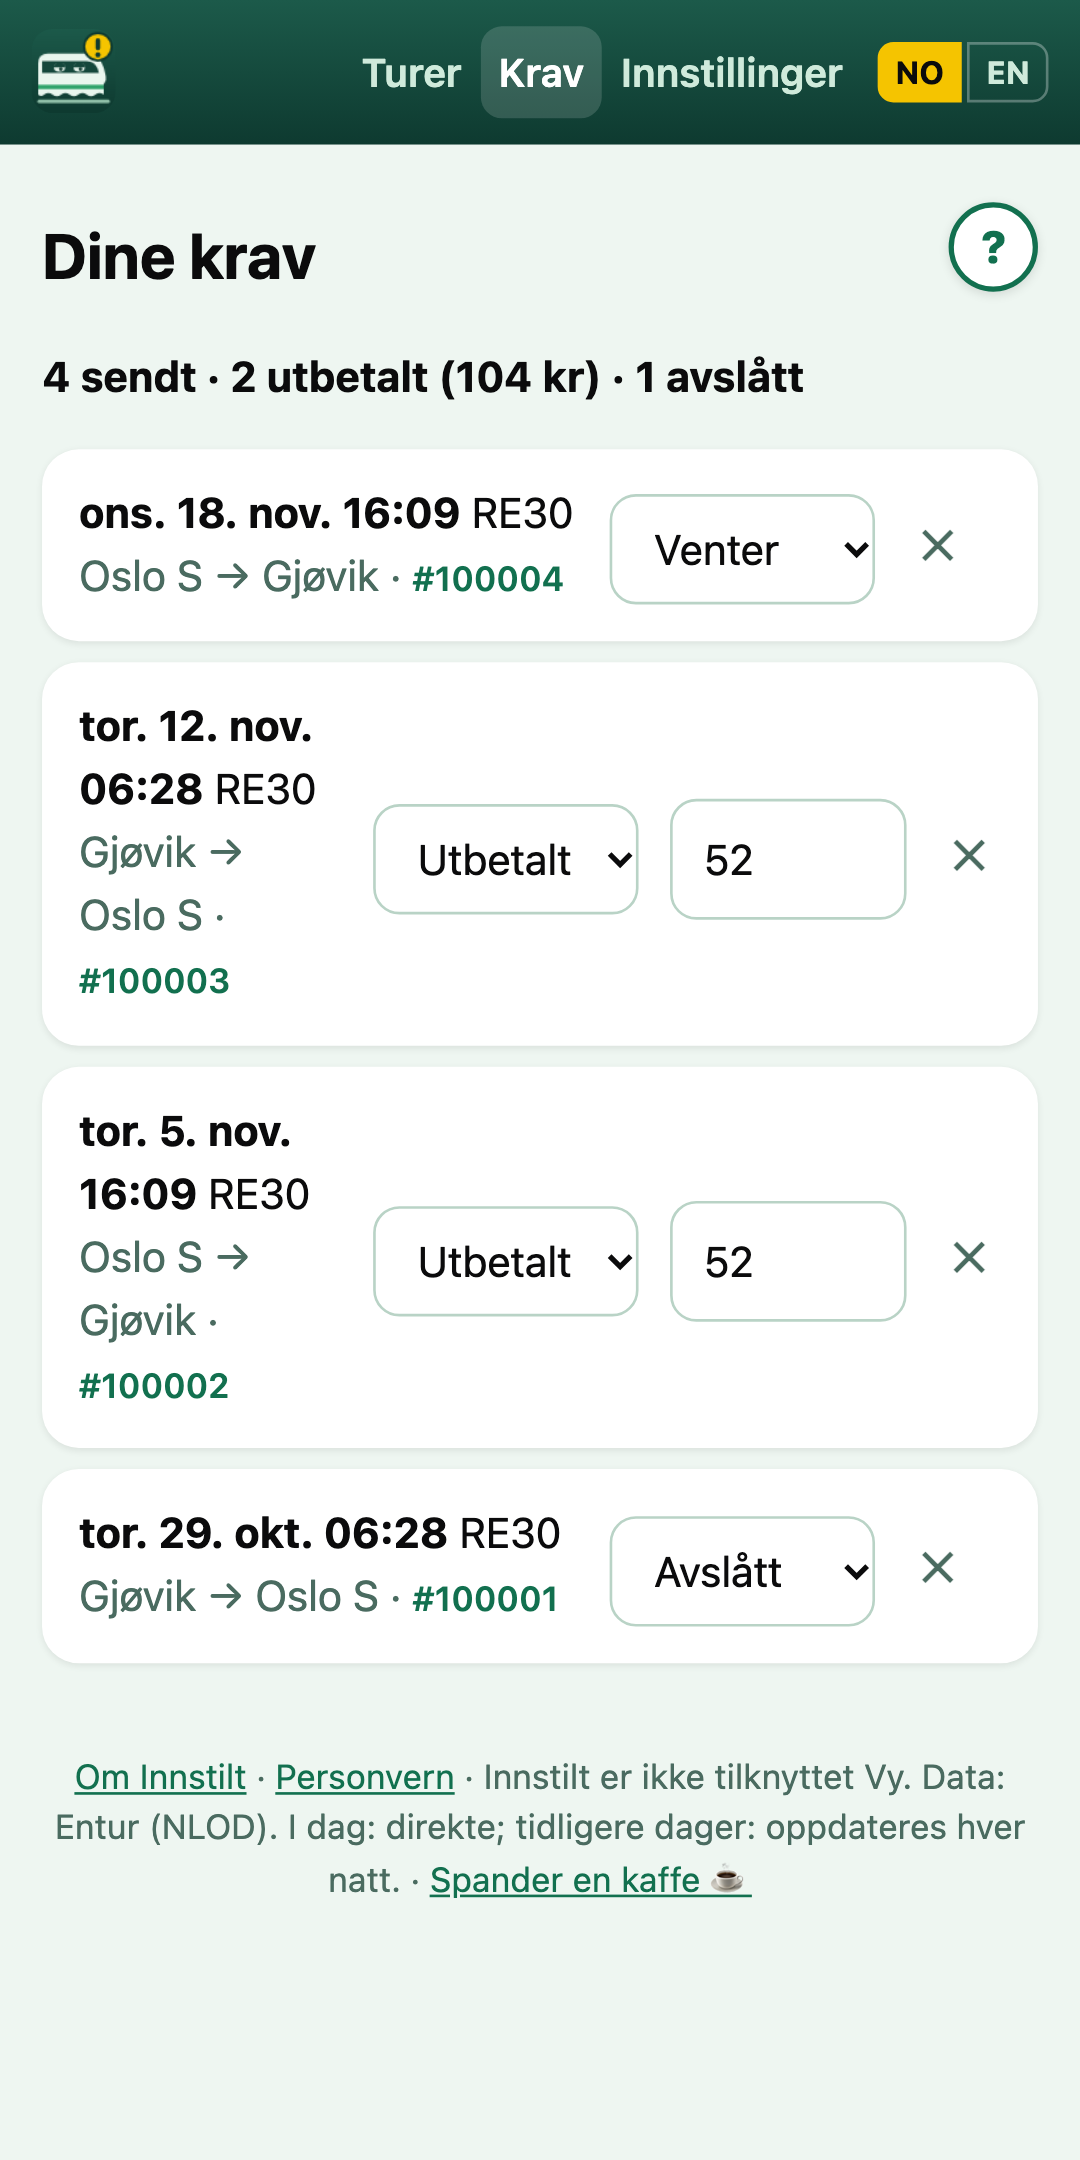 Turer Krav Innstillinger NO EN
Dine krav ?
4 sendt · 2 utbetalt (104 kr) · 1 avslått
ons. 18. nov. 16:09 RE30
Oslo S → Gjøvik · #100004
Venter ×
tor. 12. nov.
06:28 RE30
Gjøvik →
Oslo S ·
#100003
Utbetalt 52 ×
tor. 5. nov.
16:09 RE30
Oslo S →
Gjøvik ·
#100002
Utbetalt 52 ×
tor. 29. okt. 06:28 RE30
Gjøvik → Oslo S · #100001
Avslått ×
Om Innstilt · Personvern · Innstilt er ikke tilknyttet Vy. Data:
Entur (NLOD). I dag: direkte; tidligere dager: oppdateres hver
natt. · Spander en kaffe ☕